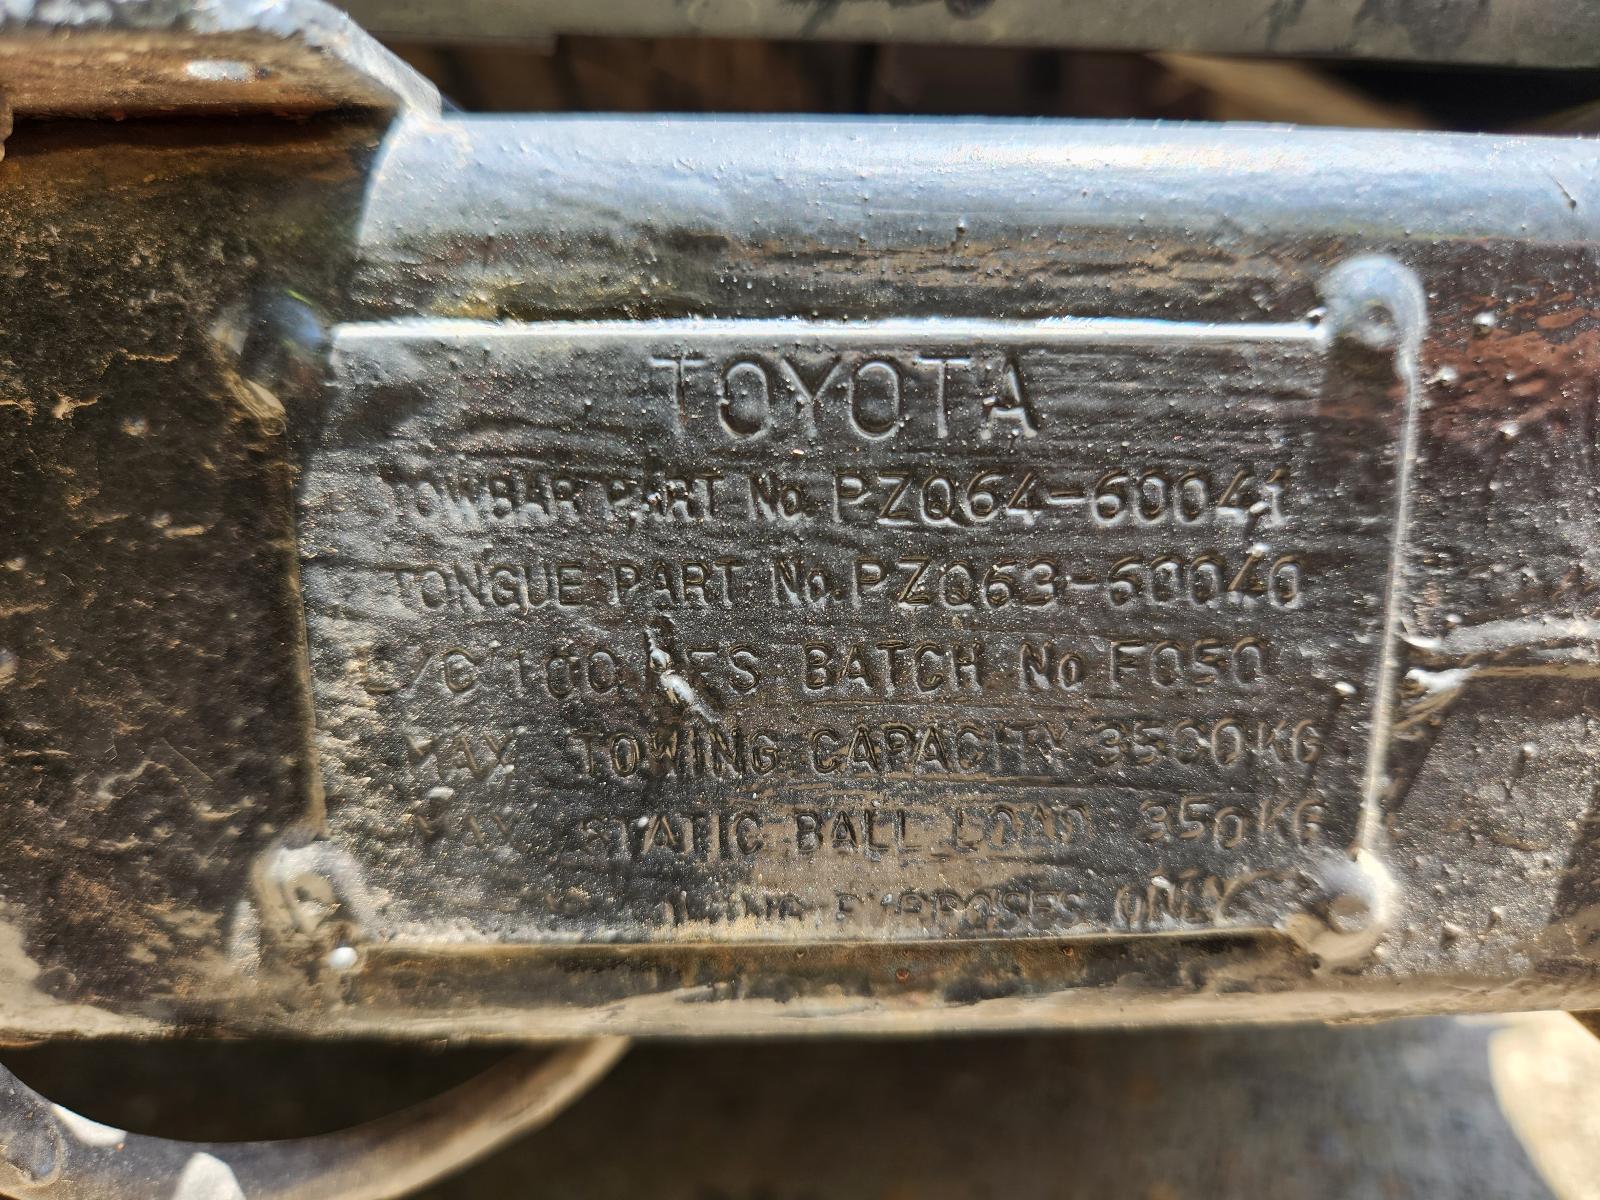 TOYOTA
TOWBAR PART No. PZQ64-60041
TONGUE PART No. PZQ63-60040
L/C 100 BATCH No F050
MAX TOWING CAPACITY 3500KG
MAX STATIC BALL LOAD 350KG
PURPOSES ONLY